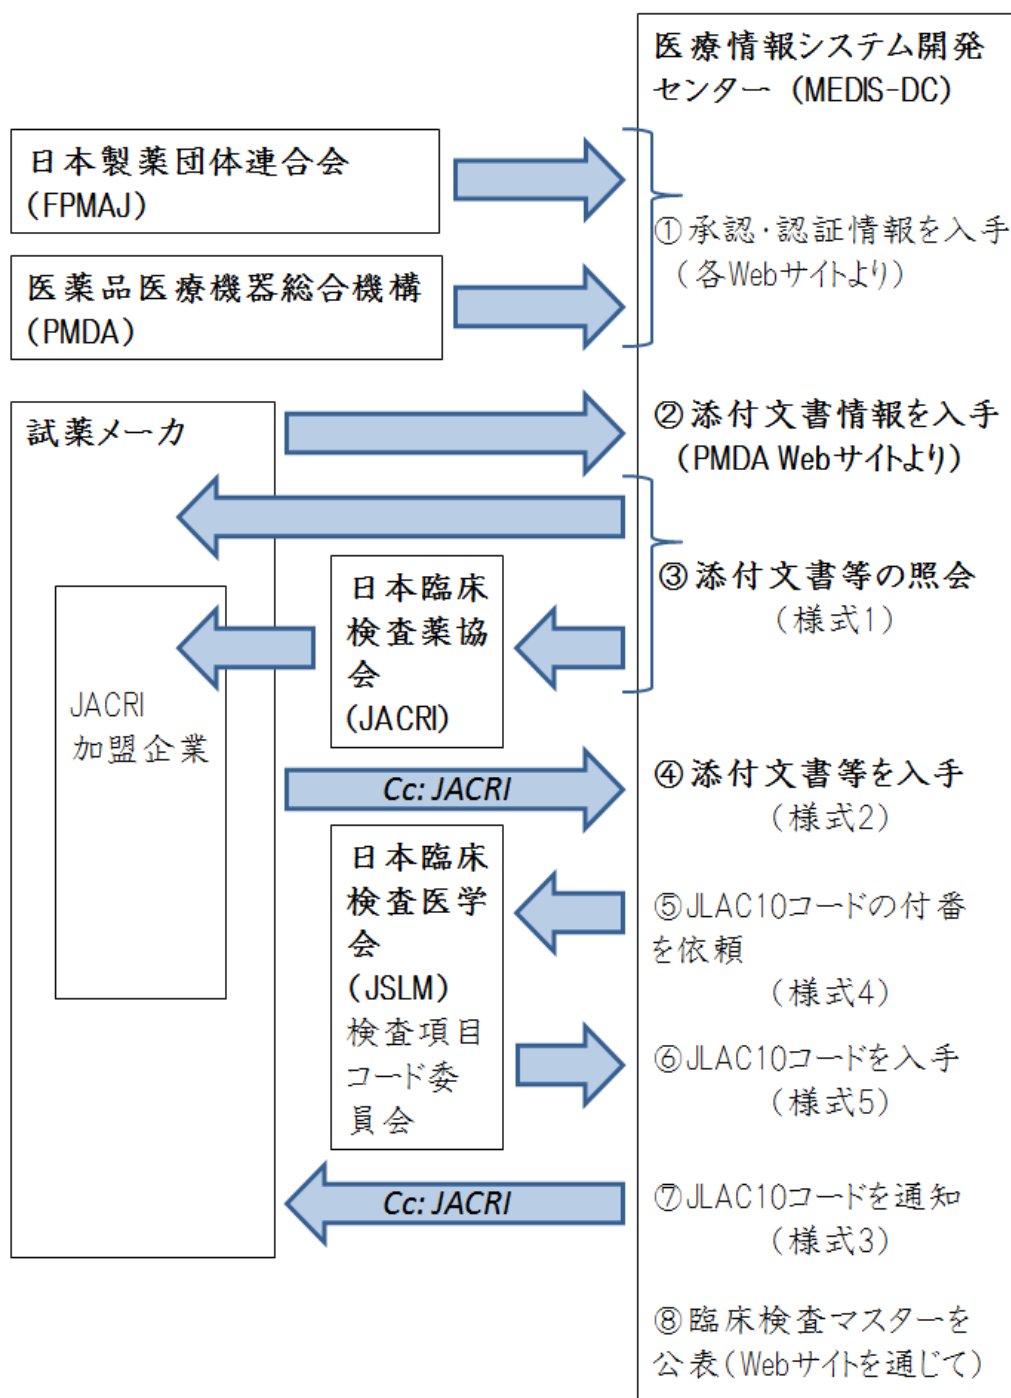 医療情報システム開発
センター（MEDIS-DC）
日本製薬団体連合会
（FPMAJ）
①承認・認証情報を入手
（各Webサイトより）
医薬品医療機器総合機構
（PMDA）
試薬メーカ
②添付文書情報を入手
（PMDA Webサイトより）
③添付文書等の照会
（様式1）
日本臨床
検査薬協
会
（JACRI）
JACRI
加盟企業
Cc: JACRI
④添付文書等を入手
（様式2）
日本臨床
検査医学
会
（JSLM）
検査項目
コード委
員会
⑤JLAC10コードの付番
を依頼
（様式4）
⑥JLAC10コードを入手
（様式5）
Cc: JACRI
⑦JLAC10コードを通知
（様式3）
⑧臨床検査マスターを
公表（Webサイトを通じて）